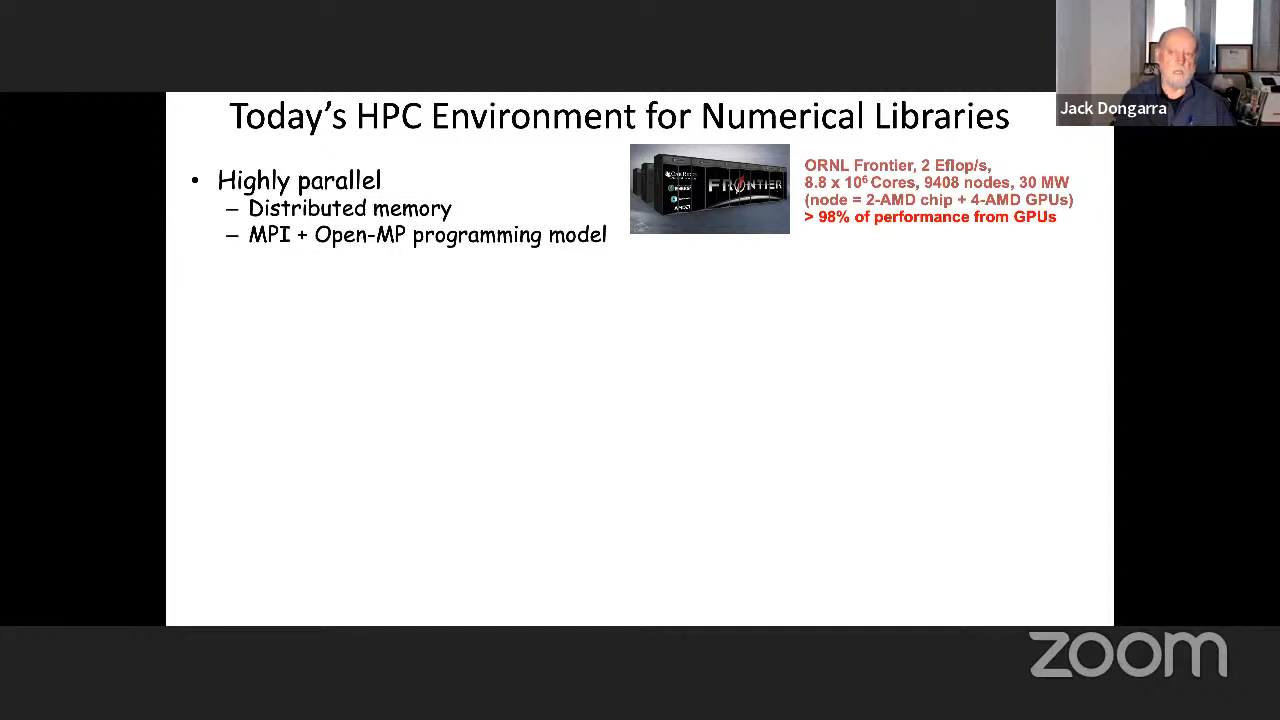 Jack Dongarra
Today's HPC Environment for Numerical Libraries
• Highly parallel
– Distributed memory
– MPI + Open-MP programming model
FRONTIER
ORNL Frontier, 2 Eflop/s,
8.8 x 10⁶ Cores, 9408 nodes, 30 MW
(node = 2-AMD chip + 4-AMD GPUs)
> 98% of performance from GPUs
zoom